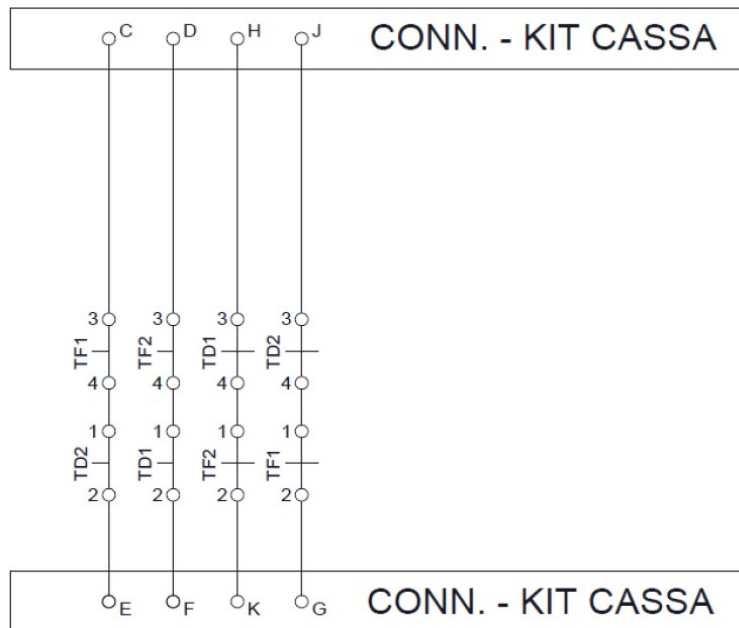 C D H J CONN. - KIT CASSA
3 3 3 3
TF1 TF2 TD1 TD2
4 4 4 4
1 1 1 1
TD2 TD1 TF2 TF1
2 2 2 2
E F K G CONN. - KIT CASSA